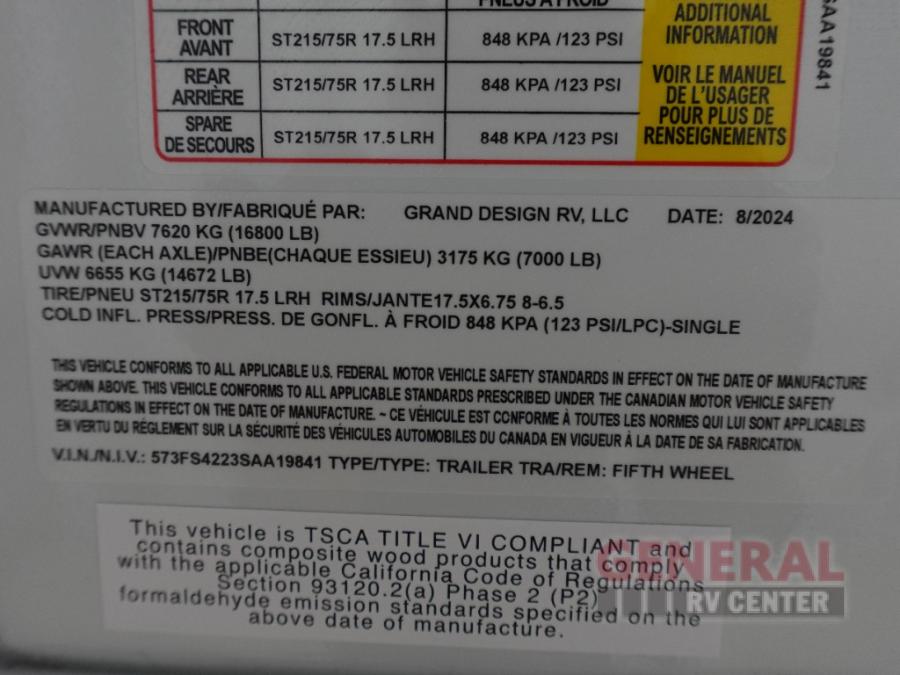 PNEUS À FROID
FRONT
AVANT
ST215/75R 17.5 LRH
848 KPA /123 PSI
REAR
ARRIÈRE
ST215/75R 17.5 LRH
848 KPA /123 PSI
SPARE
DE SECOURS
ST215/75R 17.5 LRH
848 KPA /123 PSI
ADDITIONAL
INFORMATION
VOIR LE MANUEL
DE L'USAGER
POUR PLUS DE
RENSEIGNEMENTS
SAA19841
MANUFACTURED BY/FABRIQUÉ PAR: GRAND DESIGN RV, LLC DATE: 8/2024
GVWR/PNBV 7620 KG (16800 LB)
GAWR (EACH AXLE)/PNBE(CHAQUE ESSIEU) 3175 KG (7000 LB)
UVW 6655 KG (14672 LB)
TIRE/PNEU ST215/75R 17.5 LRH RIMS/JANTE17.5X6.75 8-6.5
COLD INFL. PRESS/PRESS. DE GONFL. À FROID 848 KPA (123 PSI/LPC)-SINGLE
THIS VEHICLE CONFORMS TO ALL APPLICABLE U.S. FEDERAL MOTOR VEHICLE SAFETY STANDARDS IN EFFECT ON THE DATE OF MANUFACTURE
SHOWN ABOVE. THIS VEHICLE CONFORMS TO ALL APPLICABLE STANDARDS PRESCRIBED UNDER THE CANADIAN MOTOR VEHICLE SAFETY
REGULATIONS IN EFFECT ON THE DATE OF MANUFACTURE. ~ CE VÉHICULE EST CONFORME À TOUTES LES NORMES QUI LUI SONT APPLICABLES
EN VERTU DU RÈGLEMENT SUR LA SÉCURITÉ DES VÉHICULES AUTOMOBILES DU CANADA EN VIGUEUR À LA DATE DE SA FABRICATION.
V.I.N./N.I.V.: 573FS4223SAA19841 TYPE/TYPE: TRAILER TRA/REM: FIFTH WHEEL
This vehicle is TSCA TITLE VI COMPLIANT and
contains composite wood products that comply
with the applicable California Code of Regulations
Section 93120.2(a) Phase 2 (P2)
formaldehyde emission standards specified on the
above date of manufacture.
GENERAL
RV CENTER